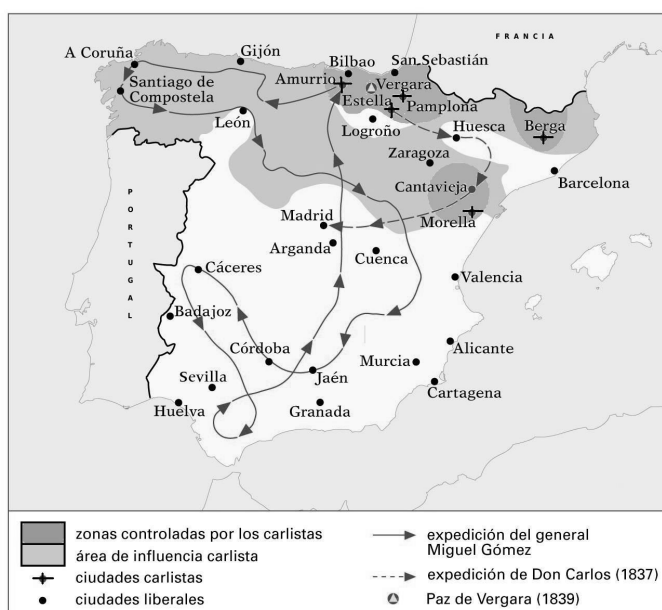 FRANCIA
A Coruña
Gijón
Bilbao
San Sebastián
Amurrio
Vergara
Santiago de
Compostela
Estella
Pamplona
León
Logroño
Huesca
Berga
Zaragoza
Cantavieja
Barcelona
PORTUGAL
Madrid
Morella
Arganda
Cuenca
Cáceres
Valencia
Badajoz
Alicante
Córdoba
Murcia
Jaén
Sevilla
Cartagena
Huelva
Granada
zonas controladas por los carlistas
área de influencia carlista
ciudades carlistas
ciudades liberales
expedición del general
Miguel Gómez
expedición de Don Carlos (1837)
Paz de Vergara (1839)